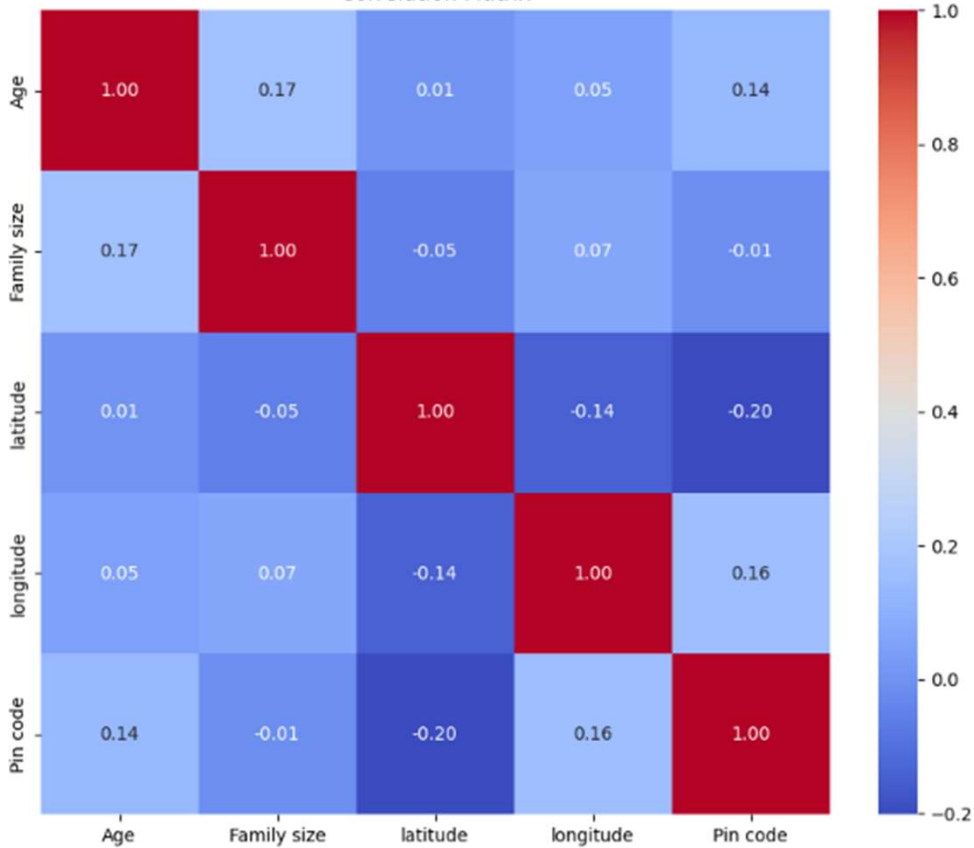 1.0
Age 1.00 0.17 0.01 0.05 0.14
0.8
Family size 0.17 1.00 -0.05 0.07 -0.01
0.6
latitude 0.01 -0.05 1.00 -0.14 -0.20
0.4
longitude 0.05 0.07 -0.14 1.00 0.16
0.2
0.0
Pin code 0.14 -0.01 -0.20 0.16 1.00
-0.2
Age Family size latitude longitude Pin code